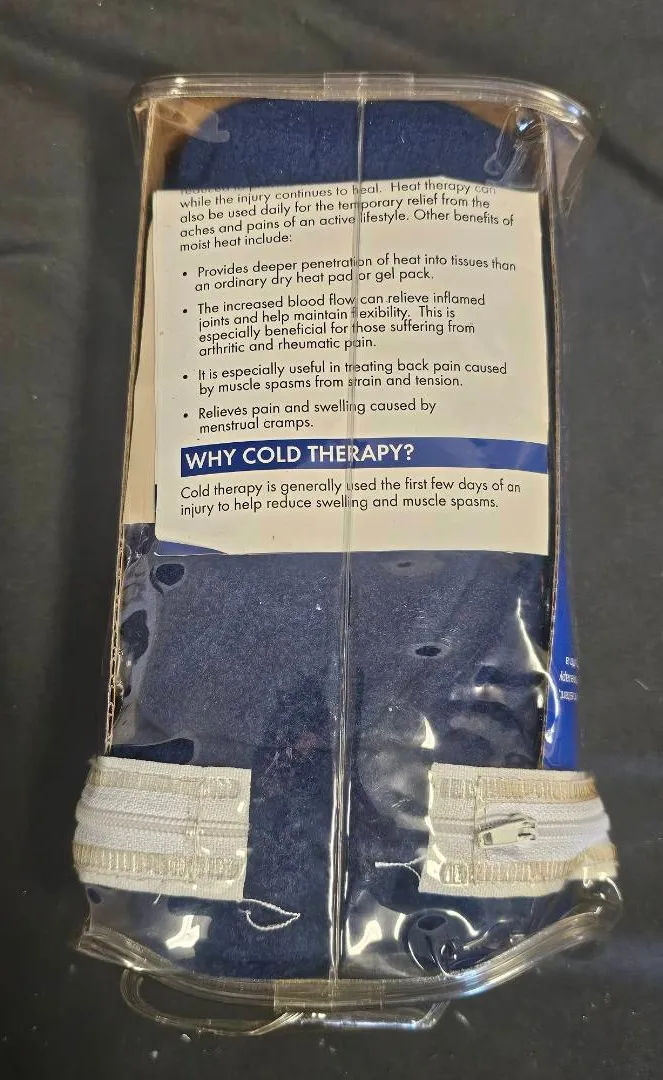 while the injury continues to heal. Heat therapy can
also be used daily for the temporary relief from the
aches and pains of an active lifestyle. Other benefits of
moist heat include:
• Provides deeper penetration of heat into tissues than
an ordinary dry heat pad or gel pack.
• The increased blood flow can relieve inflamed
joints and help maintain flexibility. This is
especially beneficial for those suffering from
arthritic and rheumatic pain.
• It is especially useful in treating back pain caused
by muscle spasms from strain and tension.
• Relieves pain and swelling caused by
menstrual cramps.
WHY COLD THERAPY?
Cold therapy is generally used the first few days of an
injury to help reduce swelling and muscle spasms.